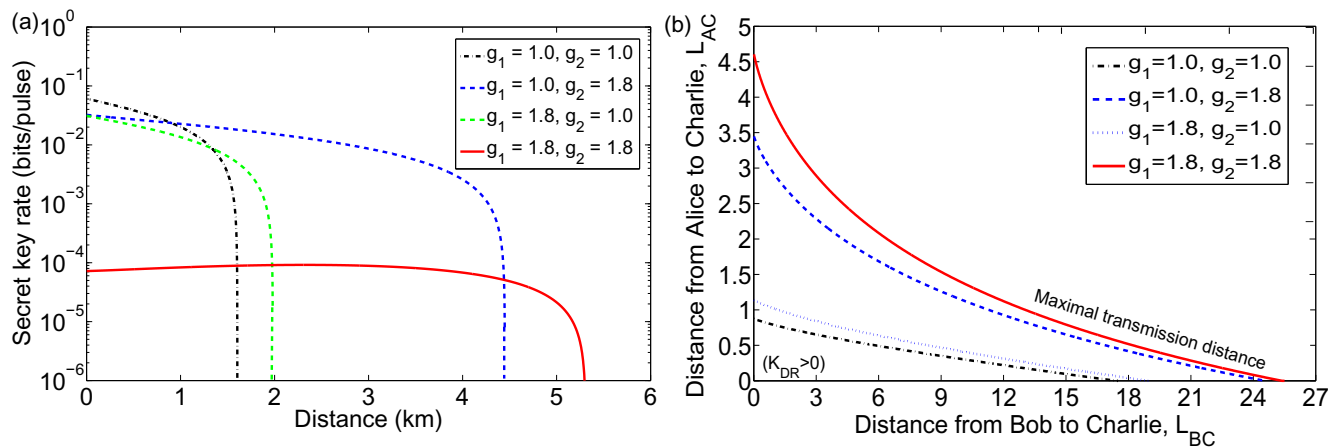 (a)
10^0
10^-1
10^-2
10^-3
10^-4
10^-5
10^-6
Secret key rate (bits/pulse)
0 1 2 3 4 5 6
Distance (km)
g_1 = 1.0, g_2 = 1.0
g_1 = 1.0, g_2 = 1.8
g_1 = 1.8, g_2 = 1.0
g_1 = 1.8, g_2 = 1.8
(b)
5
4.5
4
3.5
3
2.5
2
1.5
1
0.5
0
Distance from Alice to Charlie, L_AC
g_1=1.0, g_2=1.0
g_1=1.0, g_2=1.8
g_1=1.8, g_2=1.0
g_1=1.8, g_2=1.8
Maximal transmission distance
(K_DR>0)
0 3 6 9 12 15 18 21 24 27
Distance from Bob to Charlie, L_BC